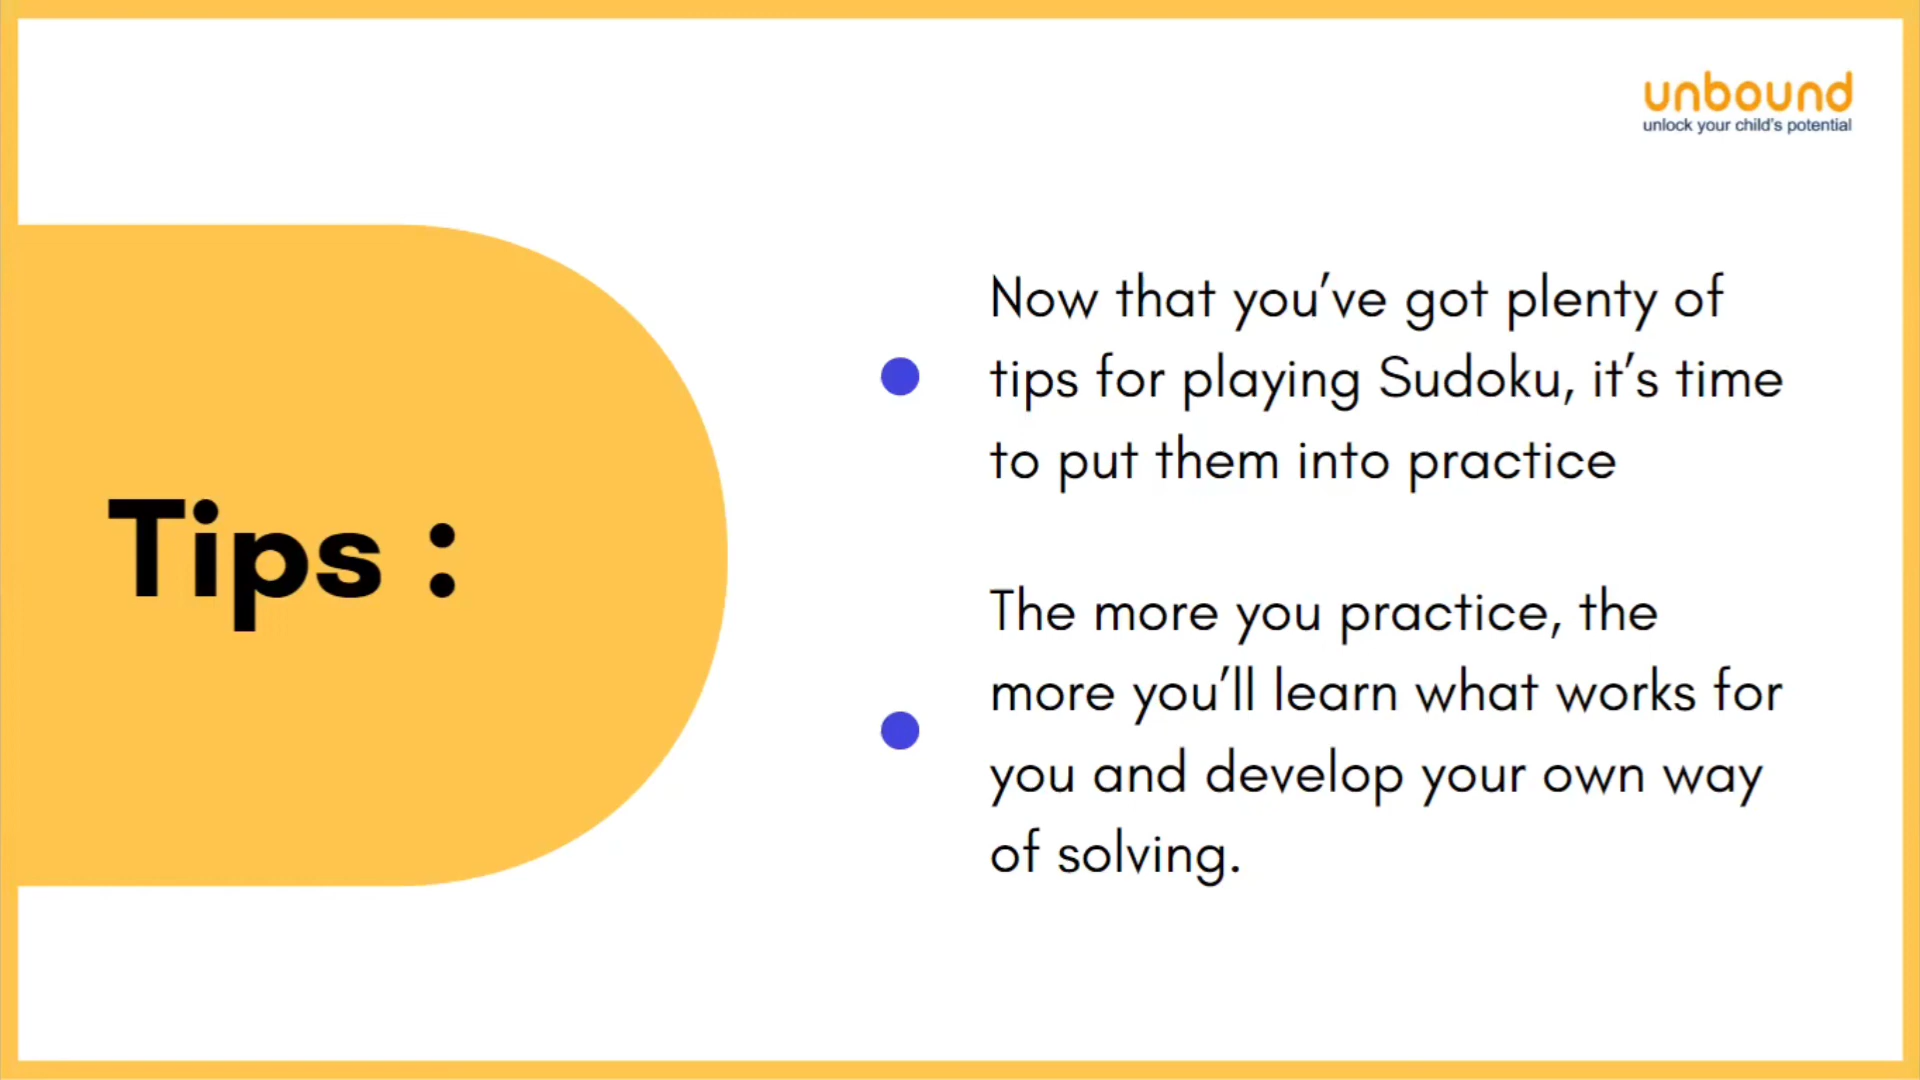 unbound
unlock your child's potential
Tips :
Now that you’ve got plenty of
tips for playing Sudoku, it’s time
to put them into practice
The more you practice, the
more you’ll learn what works for
you and develop your own way
of solving.